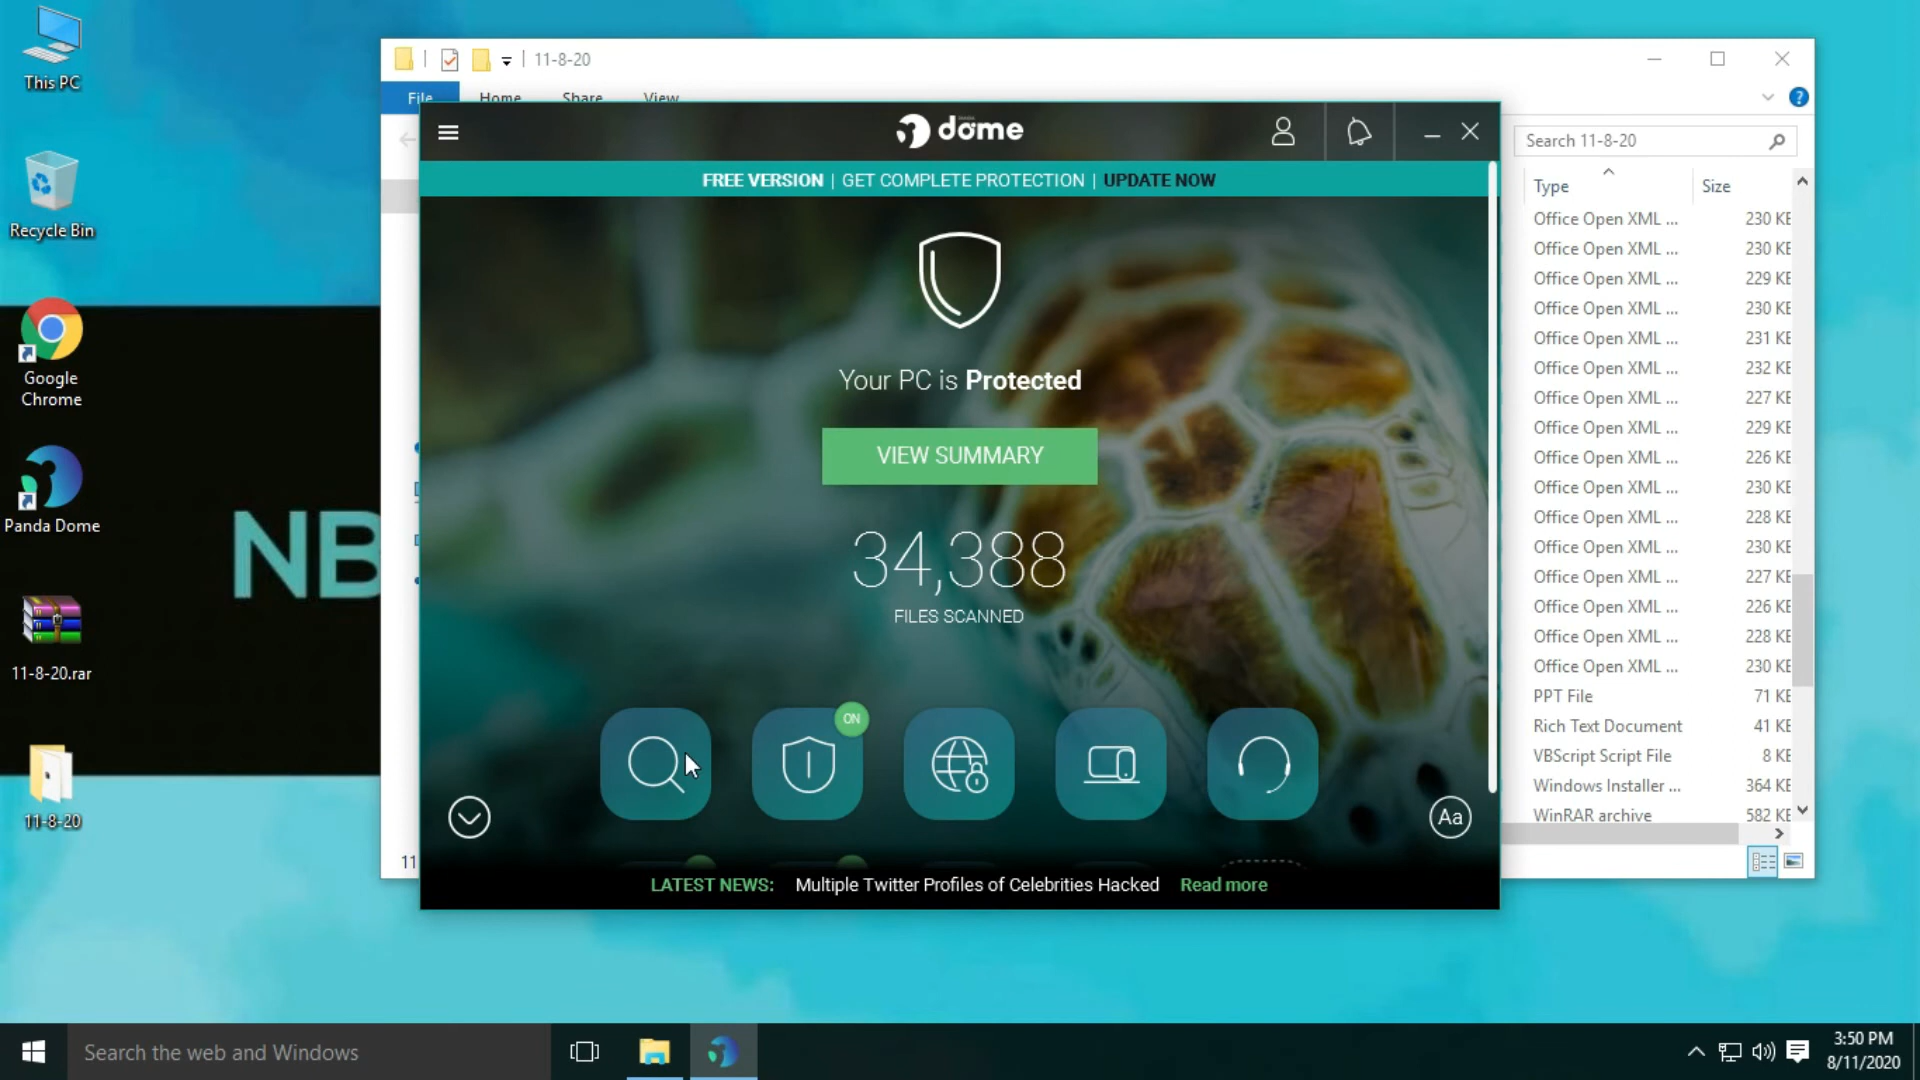 This PC
Recycle Bin
Google
Chrome
Panda Dome
11-8-20.rar
11-8-20
NB
11-8-20
File
Home
Share
View
Search 11-8-20
Type
Size
Office Open XML ... 230 KB
Office Open XML ... 230 KB
Office Open XML ... 229 KB
Office Open XML ... 230 KB
Office Open XML ... 231 KB
Office Open XML ... 232 KB
Office Open XML ... 227 KB
Office Open XML ... 229 KB
Office Open XML ... 226 KB
Office Open XML ... 230 KB
Office Open XML ... 228 KB
Office Open XML ... 230 KB
Office Open XML ... 227 KB
Office Open XML ... 226 KB
Office Open XML ... 228 KB
Office Open XML ... 230 KB
PPT File 71 KB
Rich Text Document 41 KB
VBScript Script File 8 KB
Windows Installer ... 364 KB
WinRAR archive 582 KB
11
dome
FREE VERSION | GET COMPLETE PROTECTION | UPDATE NOW
Your PC is Protected
VIEW SUMMARY
34,388
FILES SCANNED
ON
Aa
LATEST NEWS: Multiple Twitter Profiles of Celebrities Hacked Read more
Search the web and Windows
3:50 PM
8/11/2020